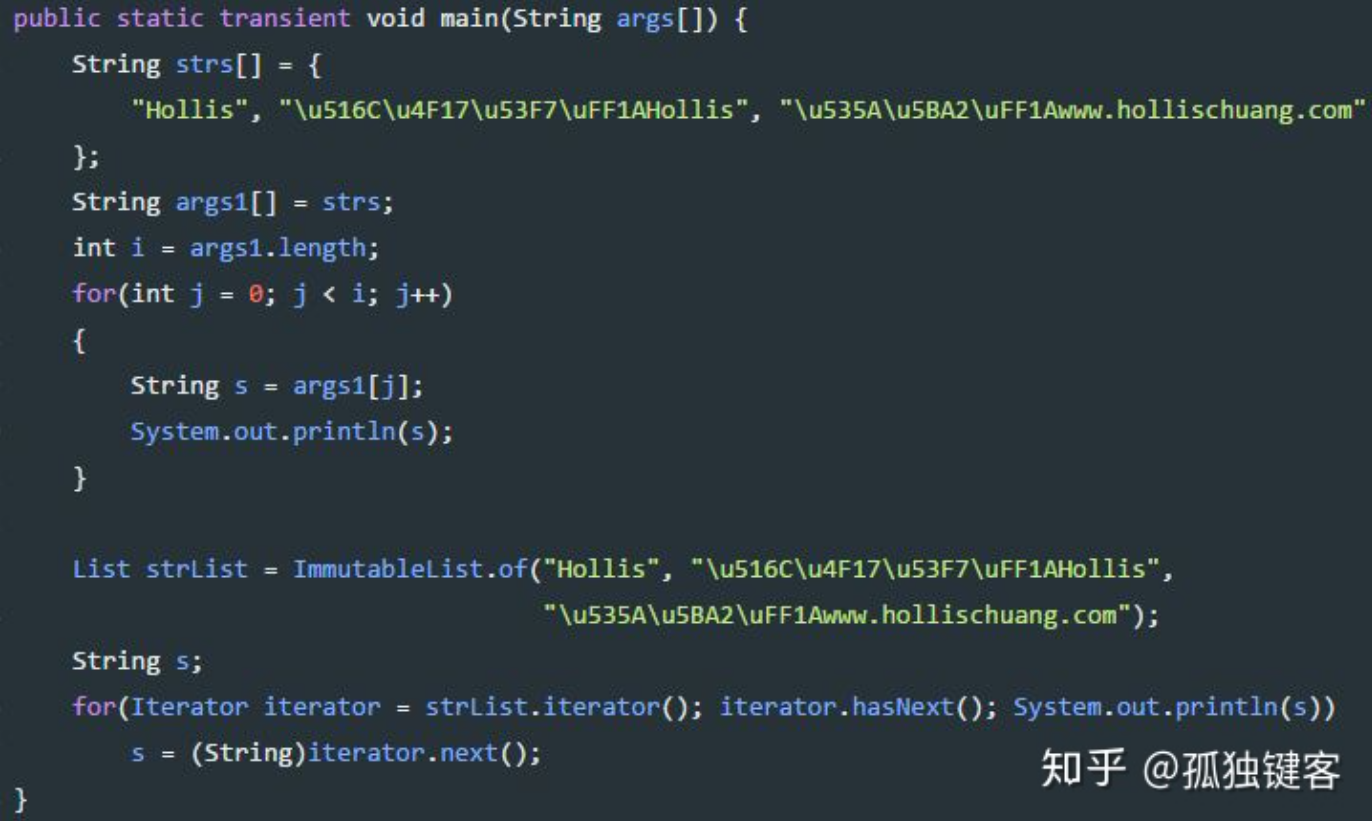 public static transient void main(String args[]) {
    String strs[] = {
        "Hollis", "\u516C\u4F17\u53F7\uFF1AHollis", "\u535A\u5BA2\uFF1Awww.hollischuang.com"
    };
    String args1[] = strs;
    int i = args1.length;
    for(int j = 0; j < i; j++)
    {
        String s = args1[j];
        System.out.println(s);
    }

    List strList = ImmutableList.of("Hollis", "\u516C\u4F17\u53F7\uFF1AHollis",
                                    "\u535A\u5BA2\uFF1Awww.hollischuang.com");
    String s;
    for(Iterator iterator = strList.iterator(); iterator.hasNext(); System.out.println(s))
        s = (String)iterator.next();
}
知乎 @孤独键客